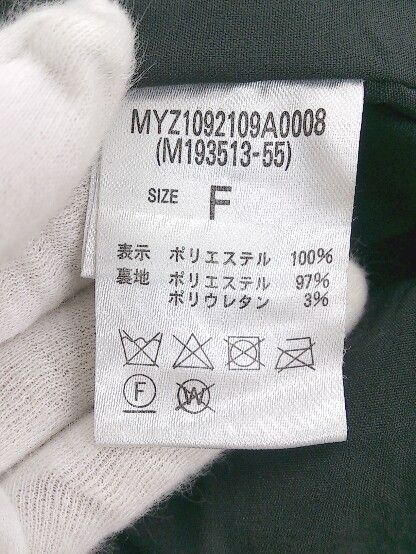 MYZ1092109A0008
(M193513-55)
SIZE F
表示 ポリエステル 100%
裏地 ポリエステル 97%
ポリウレタン 3%
F
W